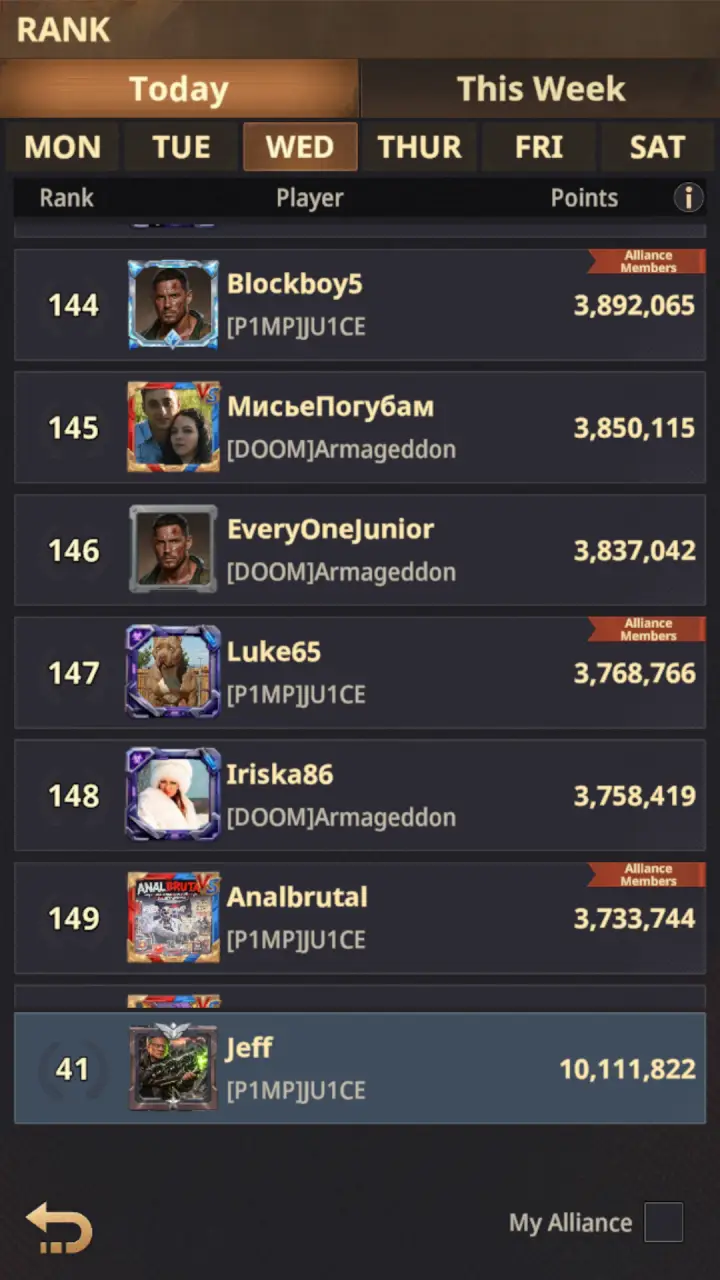 RANK
Today
This Week
MON
TUE
WED
THUR
FRI
SAT
Rank
Player
Points
144
Blockboy5
[P1MP]JU1CE
Alliance
Members
3,892,065
145
МисьеПогубам
[DOOM]Armageddon
3,850,115
146
EveryOneJunior
[DOOM]Armageddon
3,837,042
147
Luke65
[P1MP]JU1CE
Alliance
Members
3,768,766
148
Iriska86
[DOOM]Armageddon
3,758,419
149
ANALBRUTAL
Analbrutal
[P1MP]JU1CE
Alliance
Members
3,733,744
41
Jeff
[P1MP]JU1CE
10,111,822
My Alliance